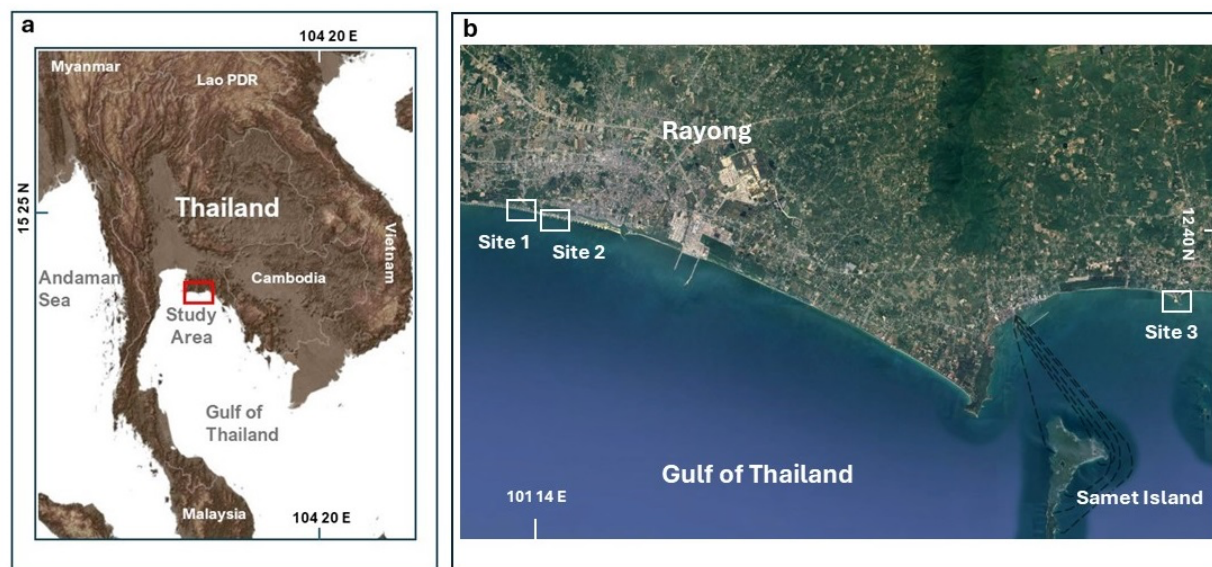 a
104 20 E
Myanmar
Lao PDR
15 25 N
Thailand
Vietnam
Andaman
Sea
Cambodia
Study
Area
Gulf of
Thailand
Malaysia
104 20 E
b
Rayong
12 40 N
Site 1
Site 2
Site 3
Gulf of Thailand
101 14 E
Samet Island